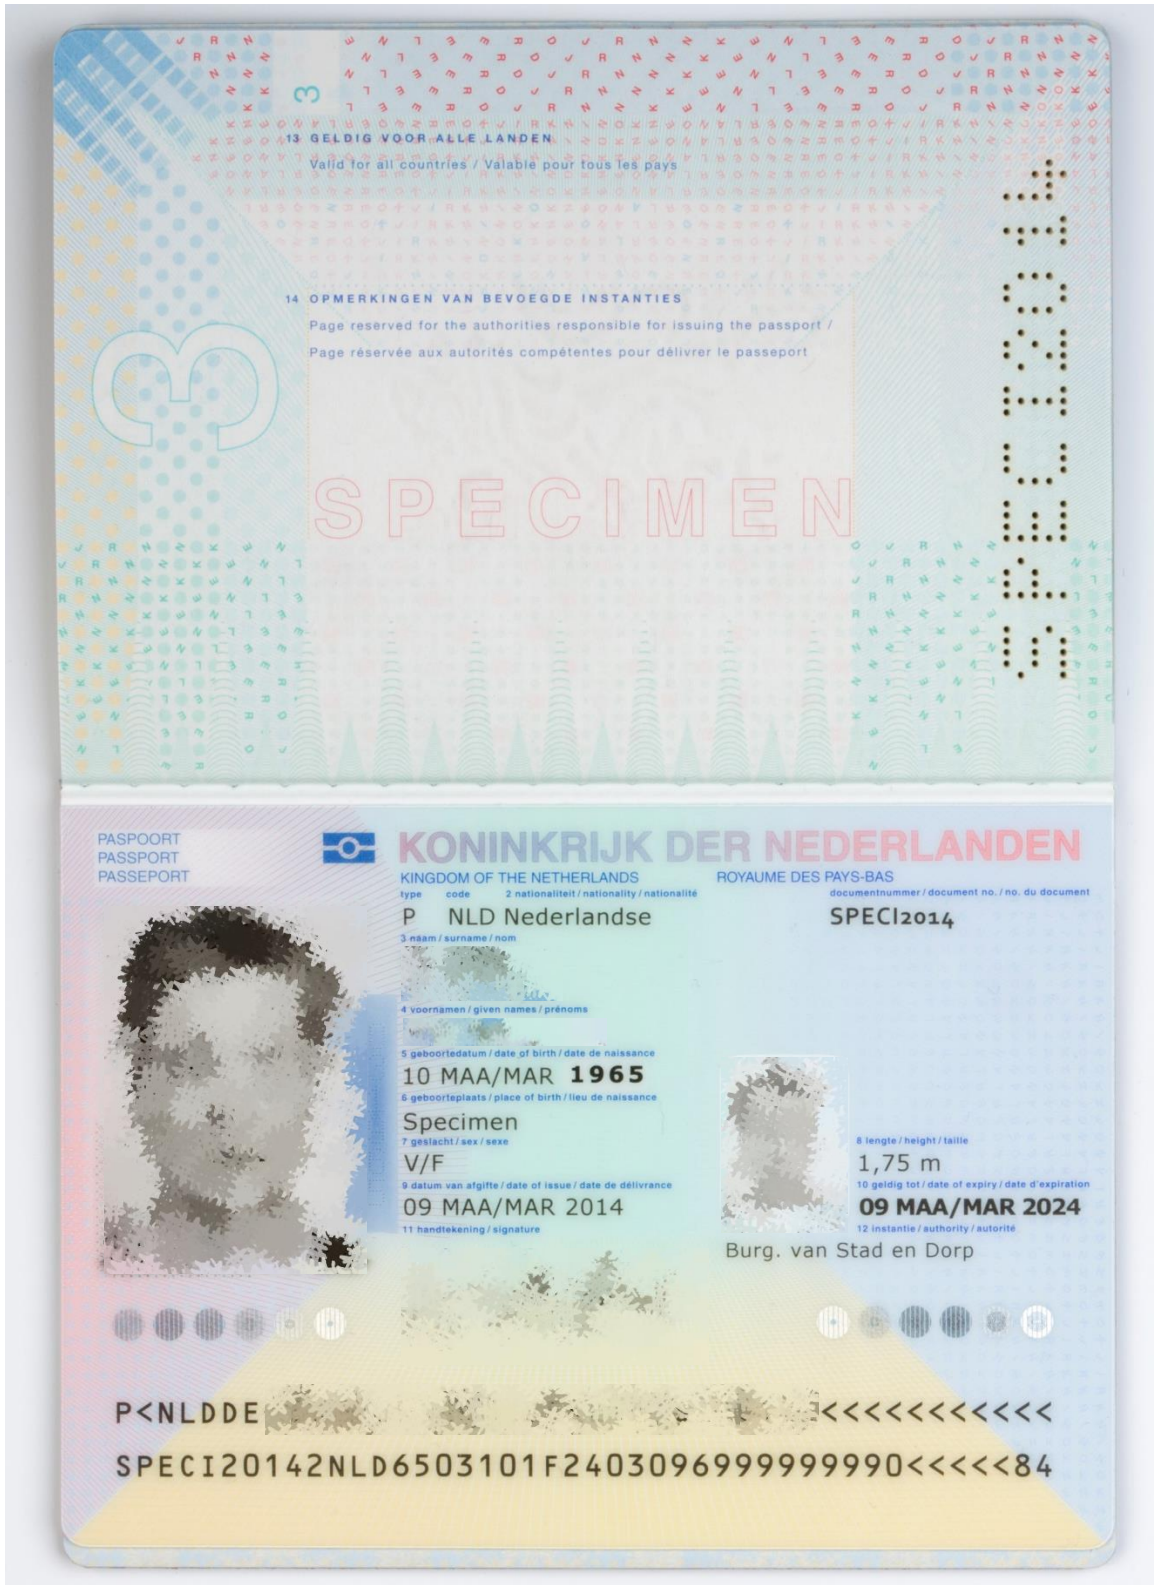 3
13 GELDIG VOOR ALLE LANDEN
Valid for all countries / Valable pour tous les pays
14 OPMERKINGEN VAN BEVOEGDE INSTANTIES
Page reserved for the authorities responsible for issuing the passport /
Page réservée aux autorités compétentes pour délivrer le passeport
3
SPECIMEN
SPECI2014
PASPOORT
PASSPORT
PASSEPORT
KONINKRIJK DER NEDERLANDEN
KINGDOM OF THE NETHERLANDS ROYAUME DES PAYS-BAS
type code 2 nationaliteit / nationality / nationalité documentnummer / document no. / no. du document
P NLD Nederlandse SPECI2014
3 naam / surname / nom
4 voornamen / given names / prénoms
5 geboortedatum / date of birth / date de naissance
10 MAA/MAR 1965
6 geboorteplaats / place of birth / lieu de naissance
Specimen
7 geslacht / sex / sexe 8 lengte / height / taille
V/F 1,75 m
9 datum van afgifte / date of issue / date de délivrance 10 geldig tot / date of expiry / date d'expiration
09 MAA/MAR 2014 09 MAA/MAR 2024
11 handtekening / signature 12 instantie / authority / autorité
Burg. van Stad en Dorp
P<NLDDE <<<<<<<<<<<
SPECI20142NLD6503101F2403096999999990<<<<<84